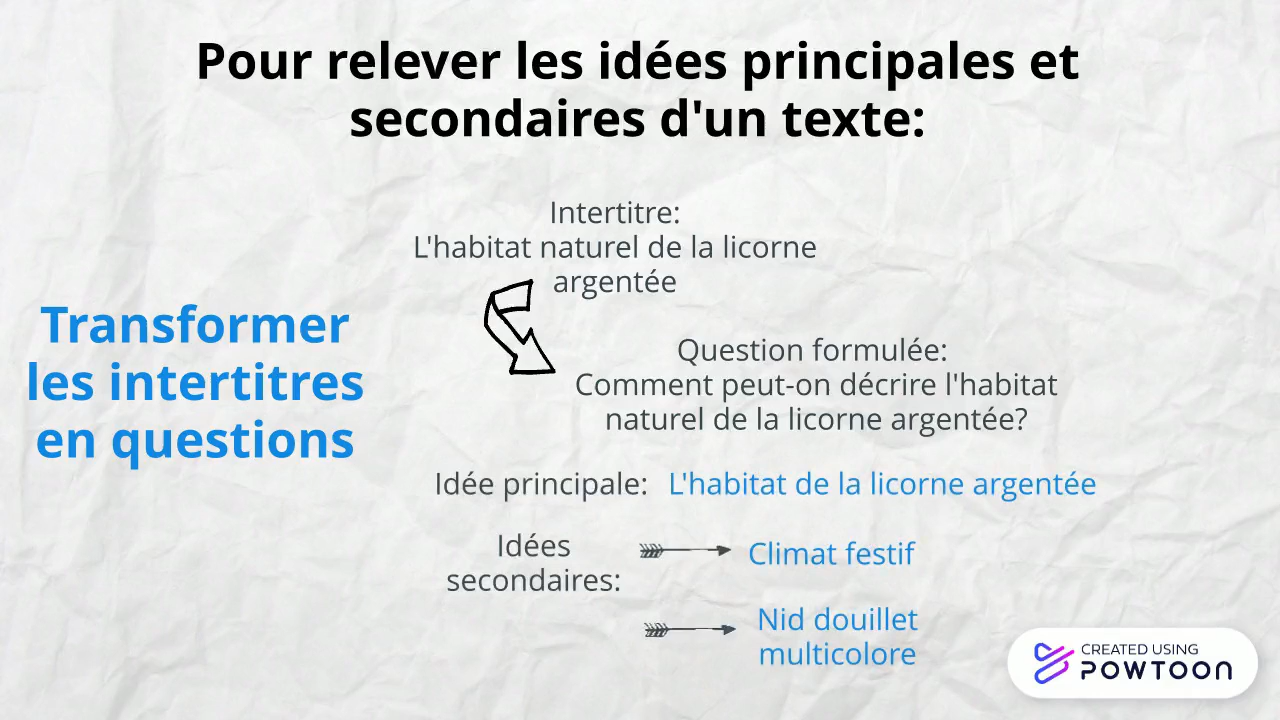 Pour relever les idées principales et
secondaires d'un texte:
Intertitre:
L'habitat naturel de la licorne
argentée
Transformer
les intertitres
en questions
Question formulée:
Comment peut-on décrire l'habitat
naturel de la licorne argentée?
Idée principale: L'habitat de la licorne argentée
Idées
secondaires:
Climat festif
Nid douillet
multicolore
CREATED USING
POWTOON